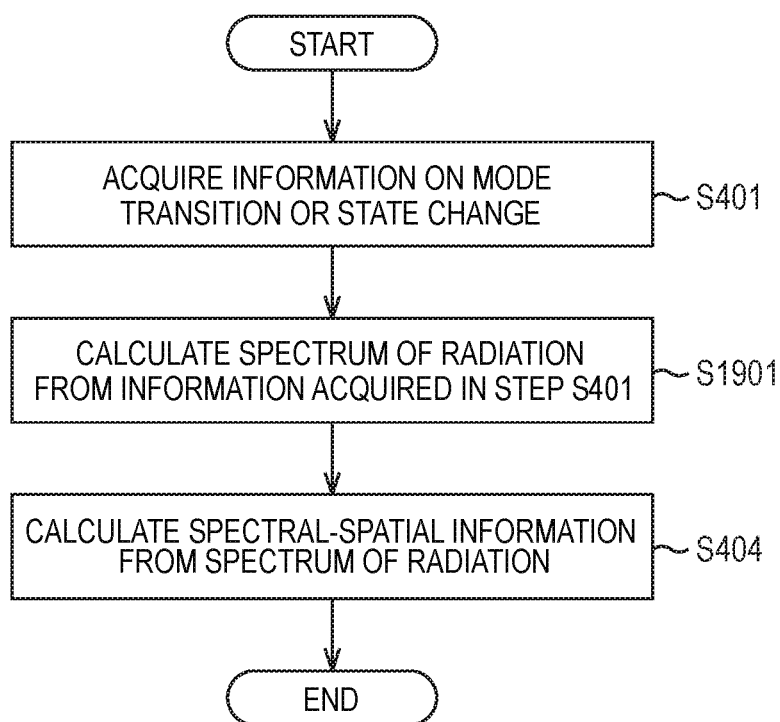 START
ACQUIRE INFORMATION ON MODE
TRANSITION OR STATE CHANGE
S401
CALCULATE SPECTRUM OF RADIATION
FROM INFORMATION ACQUIRED IN STEP S401
S1901
CALCULATE SPECTRAL-SPATIAL INFORMATION
FROM SPECTRUM OF RADIATION
S404
END